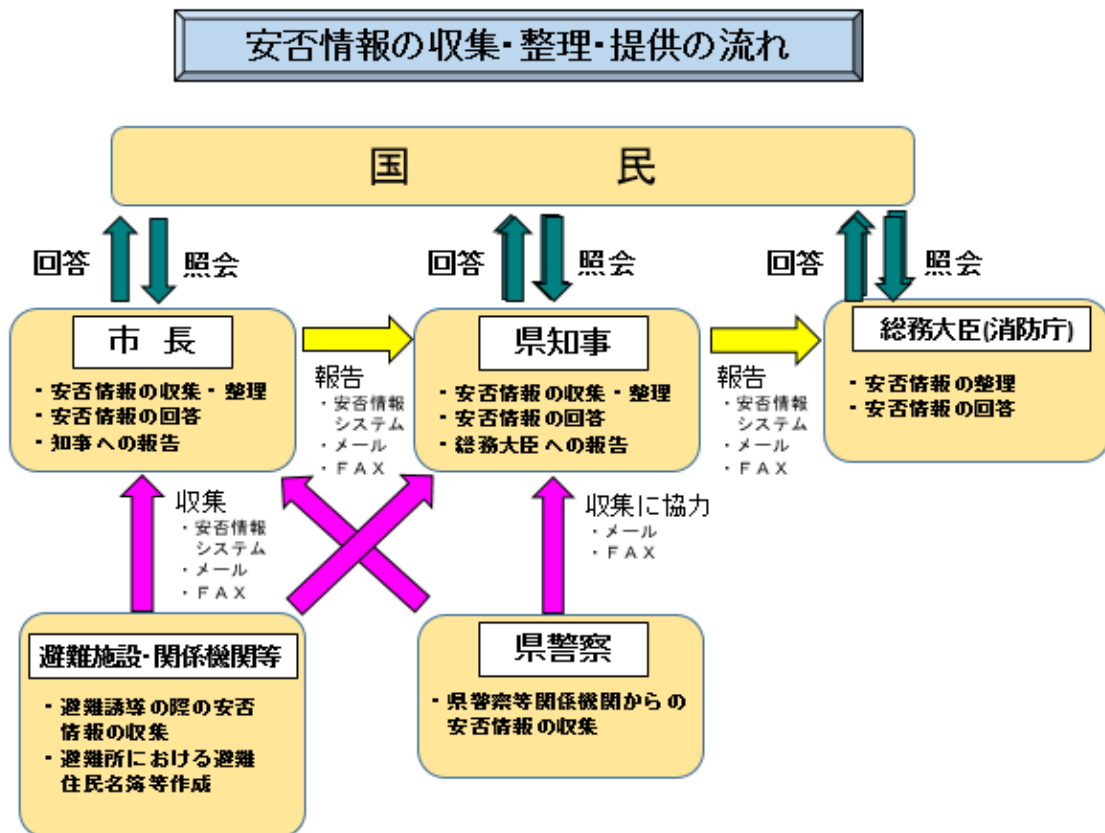 安否情報の収集・整理・提供の流れ
国　　民
回答
照会
回答
照会
回答
照会
市 長
・安否情報の収集・整理
・安否情報の回答
・知事への報告
報告
・安否情報
システム
・メール
・ＦＡＸ
県知事
・安否情報の収集・整理
・安否情報の回答
・総務大臣への報告
報告
・安否情報
システム
・メール
・ＦＡＸ
総務大臣(消防庁)
・安否情報の整理
・安否情報の回答
収集
・安否情報
システム
・メール
・ＦＡＸ
収集に協力
・メール
・ＦＡＸ
避難施設・関係機関等
・避難誘導の際の安否
情報の収集
・避難所における避難
住民名簿等作成
県警察
・県警察等関係機関からの
安否情報の収集